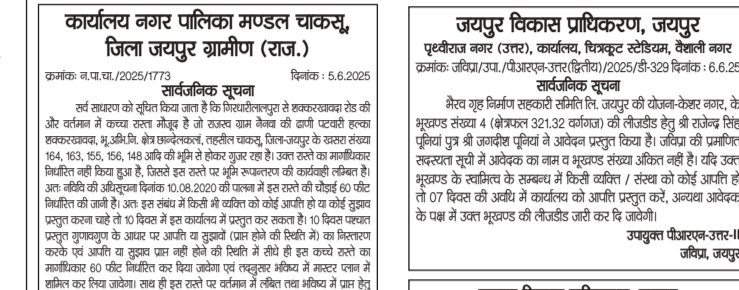 कार्यालय नगर पालिका मण्डल चाकसू,
जिला जयपुर ग्रामीण (राज.)
क्रमांकः न.पा.चा./2025/1773 दिनांक : 5.6.2025
सार्वजनिक सूचना
सर्व साधारण को सूचित किया जाता है कि गिरधारीलालपुरा से शक्करखावदा रोड की
और वर्तमान में कच्चा रास्ता मौजूद है जो राजस्व ग्राम नैनवा की ढाणी पटवारी हल्का
शक्करखावदा, भू.अभि.नि. क्षेत्र छान्देलकलां, तहसील चाकसू, जिला-जयपुर के खसरा संख्या
164, 163, 155, 156, 148 आदि की भूमि से होकर गुजर रहा है। उक्त रास्ते का मार्गाधिकार
निर्धारित नहीं किया हुआ है, जिससे इस रास्ते पर भूमि रूपान्तरण की कार्यवाही लम्बित है।
अतः नविवि की अधिसूचना दिनांक 10.08.2020 की पालना में इस रास्ते की चौड़ाई 60 फीट
निर्धारित की जानी है। अतः इस संबंध में किसी भी व्यक्ति को कोई आपत्ति हो या कोई सुझाव
प्रस्तुत करना चाहे तो 10 दिवस में इस कार्यालय में प्रस्तुत कर सकता है। 10 दिवस पश्चात
प्रस्तुत गुणावगुण के आधार पर आपत्ति या सुझावों (प्राप्त होने की स्थिति में) का निस्तारण
करके एवं आपत्ति या सुझाव प्राप्त नहीं होने की स्थिति में सीधे ही इस कच्चे रास्ते का
मार्गाधिकार 60 फीट निर्धारित कर दिया जावेगा एवं तद्नुसार भविष्य में मास्टर प्लान में
शामिल कर लिया जावेगा। साथ ही इस रास्ते पर वर्तमान में लंबित तथा भविष्य में प्राप्त हेतु
जयपुर विकास प्राधिकरण, जयपुर
पृथ्वीराज नगर (उत्तर), कार्यालय, चित्रकूट स्टेडियम, वैशाली नगर
क्रमांकः जविप्रा/उपा./पीआरएन-उत्तर(द्वितीय)/2025/डी-329 दिनांक : 6.6.25
सार्वजनिक सूचना
भैरव गृह निर्माण सहकारी समिति लि. जयपुर की योजना-केशर नगर, के
भूखण्ड संख्या 4 (क्षेत्रफल 321.32 वर्गगज) की लीजडीड हेतु श्री राजेन्द्र सिंह
पूनियां पुत्र श्री जगदीश पूनियां ने आवेदन प्रस्तुत किया है। जविप्रा की प्रमाणित
सदस्यता सूची में आवेदक का नाम व भूखण्ड संख्या अंकित नहीं है। यदि उक्त
भूखण्ड के स्वामित्व के सम्बन्ध में किसी व्यक्ति / संस्था को कोई आपत्ति हो
तो 07 दिवस की अवधि में कार्यालय को आपत्ति प्रस्तुत करें, अन्यथा आवेदक
के पक्ष में उक्त भूखण्ड की लीजडीड जारी कर दि जावेगी।
उपायुक्त पीआरएन-उत्तर-II
जविप्रा, जयपुर